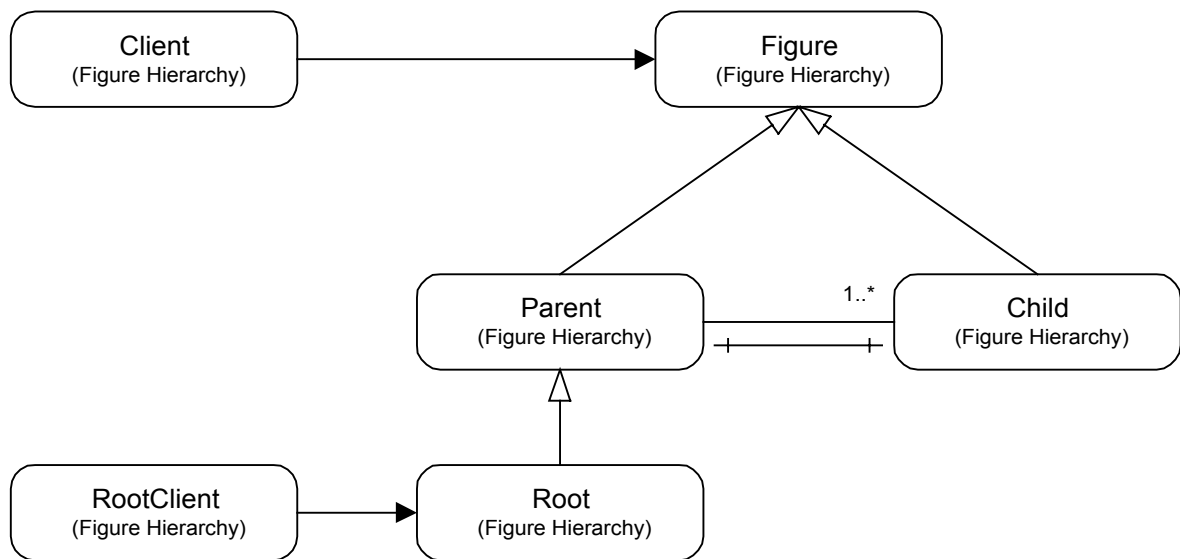 Client
(Figure Hierarchy)
Figure
(Figure Hierarchy)
Parent
(Figure Hierarchy)
1..*
Child
(Figure Hierarchy)
RootClient
(Figure Hierarchy)
Root
(Figure Hierarchy)